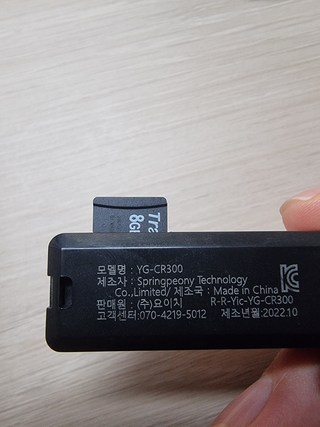 Tra
8G
모델명 : YG-CR300
제조자 : Springpeony Technology
Co.,Limited/ 제조국 : Made in China
판매원 : (주)요이치 R-R-Yic-YG-CR300
고객센터:070-4219-5012 제조년월:2022.10